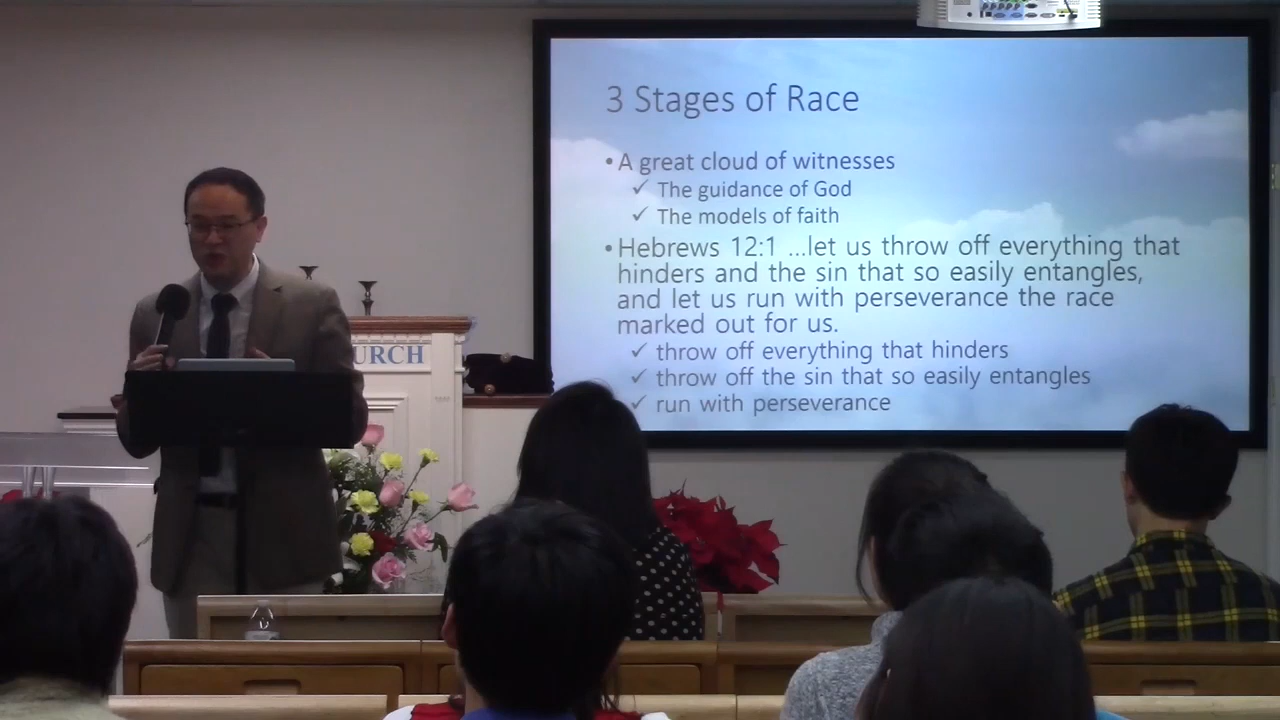 3 Stages of Race
• A great cloud of witnesses
✓ The guidance of God
✓ The models of faith
• Hebrews 12:1 ...let us throw off everything that
hinders and the sin that so easily entangles,
and let us run with perseverance the race
marked out for us.
✓ throw off everything that hinders
✓ throw off the sin that so easily entangles
✓ run with perseverance
URCH